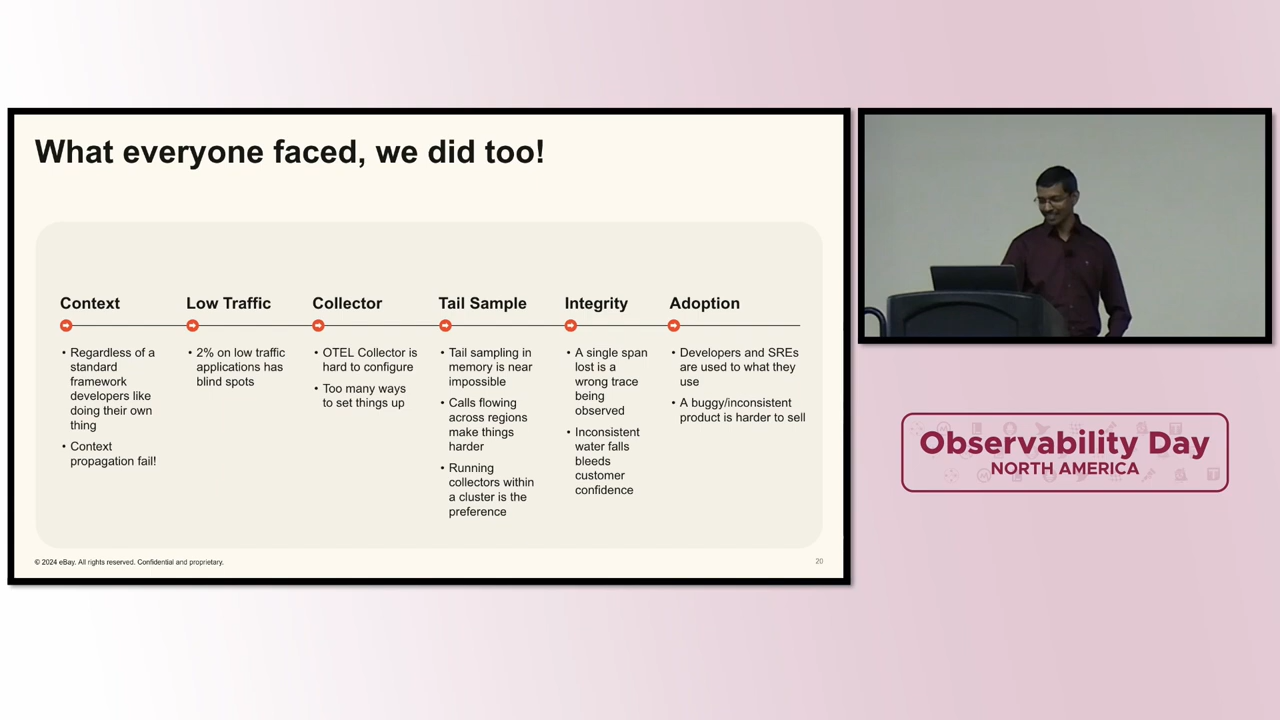 What everyone faced, we did too!
Context
• Regardless of a
standard
framework
developers like
doing their own
thing
• Context
propagation fail!
Low Traffic
• 2% on low traffic
applications has
blind spots
Collector
• OTEL Collector is
hard to configure
• Too many ways
to set things up
Tail Sample
• Tail sampling in
memory is near
impossible
• Calls flowing
across regions
make things
harder
• Running
collectors within
a cluster is the
preference
Integrity
• A single span
lost is a
wrong trace
being
observed
• Inconsistent
water falls
bleeds
customer
confidence
Adoption
• Developers and SREs
are used to what they
use
• A buggy/inconsistent
product is harder to sell
© 2024 eBay. All rights reserved. Confidential and proprietary.
20
Observability Day
NORTH AMERICA